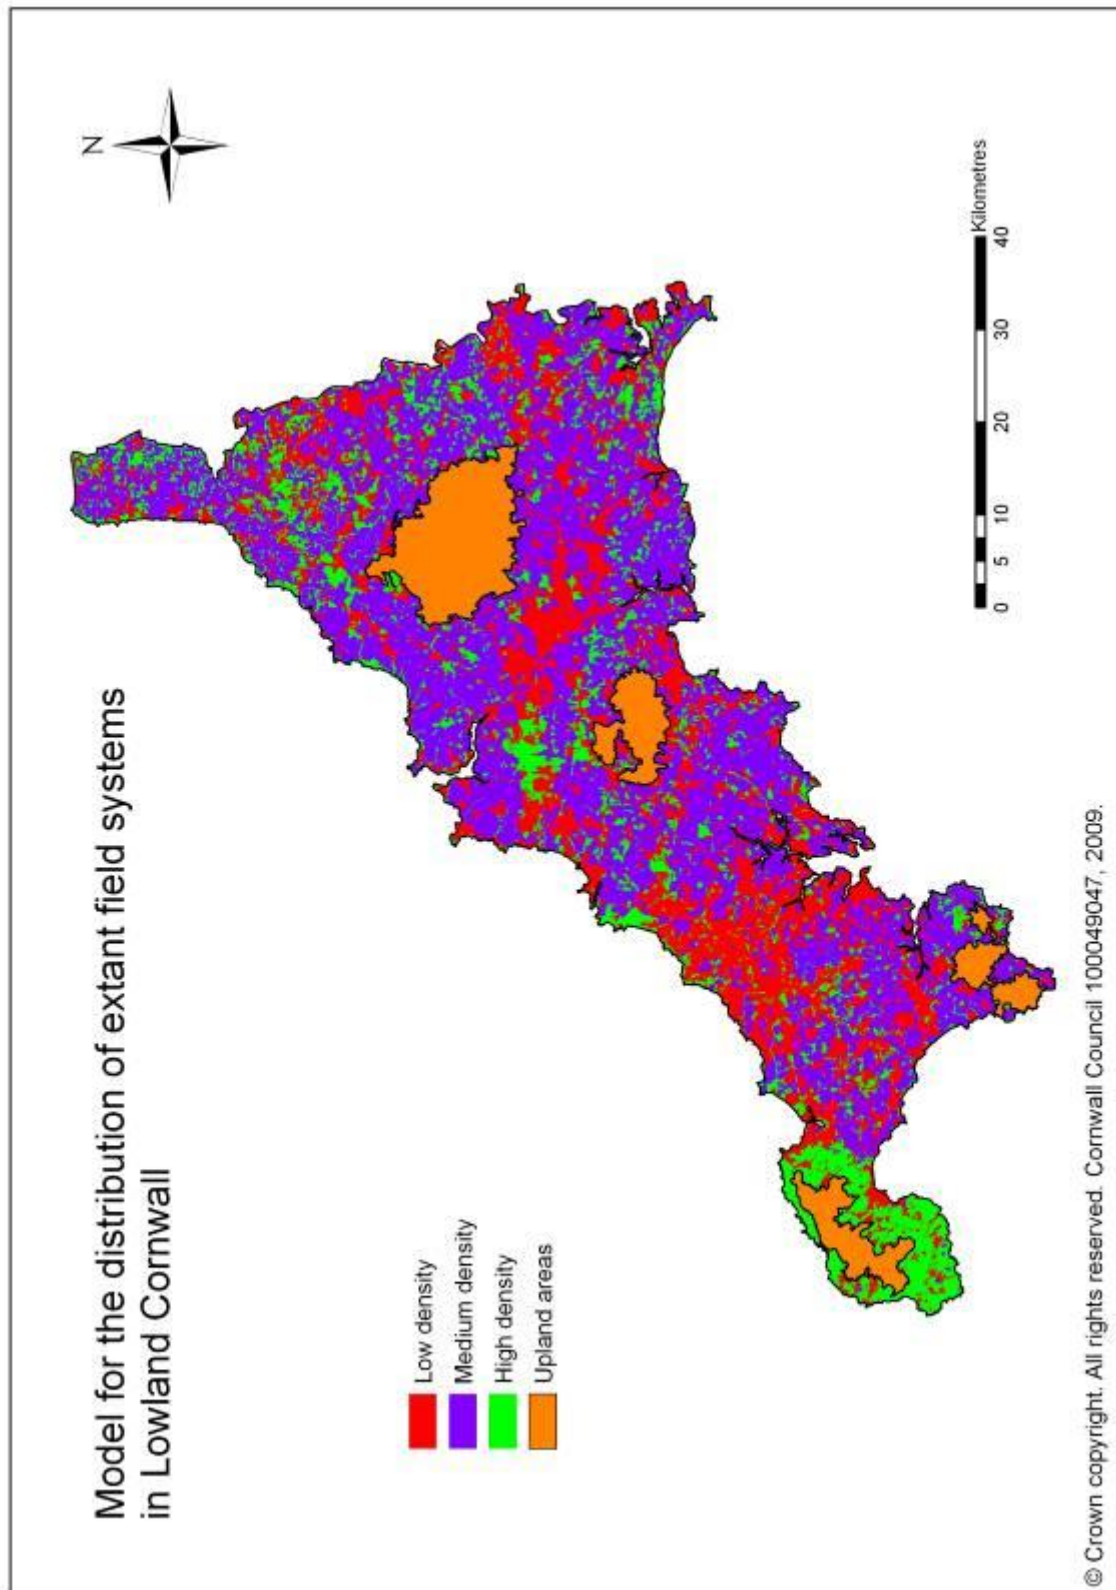 Model for the distribution of extant field systems
in Lowland Cornwall
N
Low density
Medium density
High density
Upland areas
Kilometres
0 5 10 20 30 40
© Crown copyright. All rights reserved. Cornwall Council 100049047, 2009.